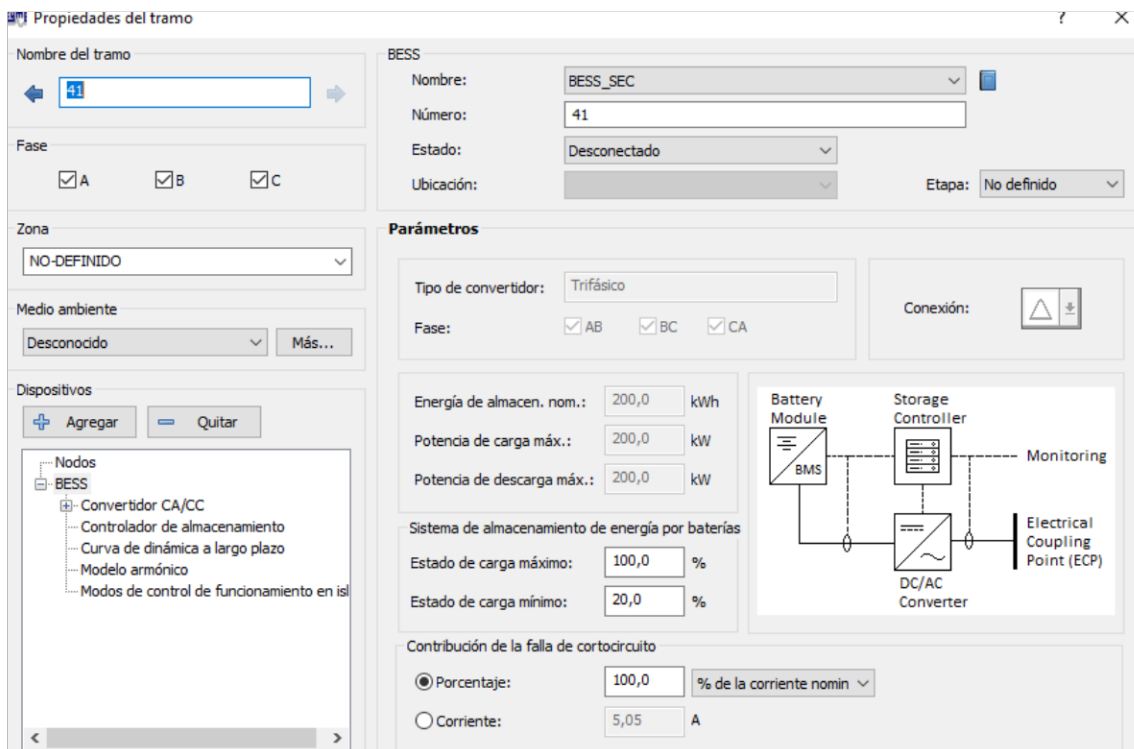 Propiedades del tramo
Nombre del tramo
41
Fase
A B C
Zona
NO-DEFINIDO
Medio ambiente
Desconocido Más...
Dispositivos
Agregar Quitar
Nodos
BESS
Convertidor CA/CC
Controlador de almacenamiento
Curva de dinámica a largo plazo
Modelo armónico
Modos de control de funcionamiento en isl
BESS
Nombre: BESS_SEC
Número: 41
Estado: Desconectado
Ubicación: Etapa: No definido
Parámetros
Tipo de convertidor: Trifásico
Fase: AB BC CA
Conexión:
Energía de almacen. nom.: 200,0 kWh
Potencia de carga máx.: 200,0 kW
Potencia de descarga máx.: 200,0 kW
Sistema de almacenamiento de energía por baterías
Estado de carga máximo: 100,0 %
Estado de carga mínimo: 20,0 %
Battery
Module
BMS
Storage
Controller
Monitoring
Electrical
Coupling
Point (ECP)
DC/AC
Converter
Contribución de la falla de cortocircuito
Porcentaje: 100,0 % de la corriente nomin
Corriente: 5,05 A